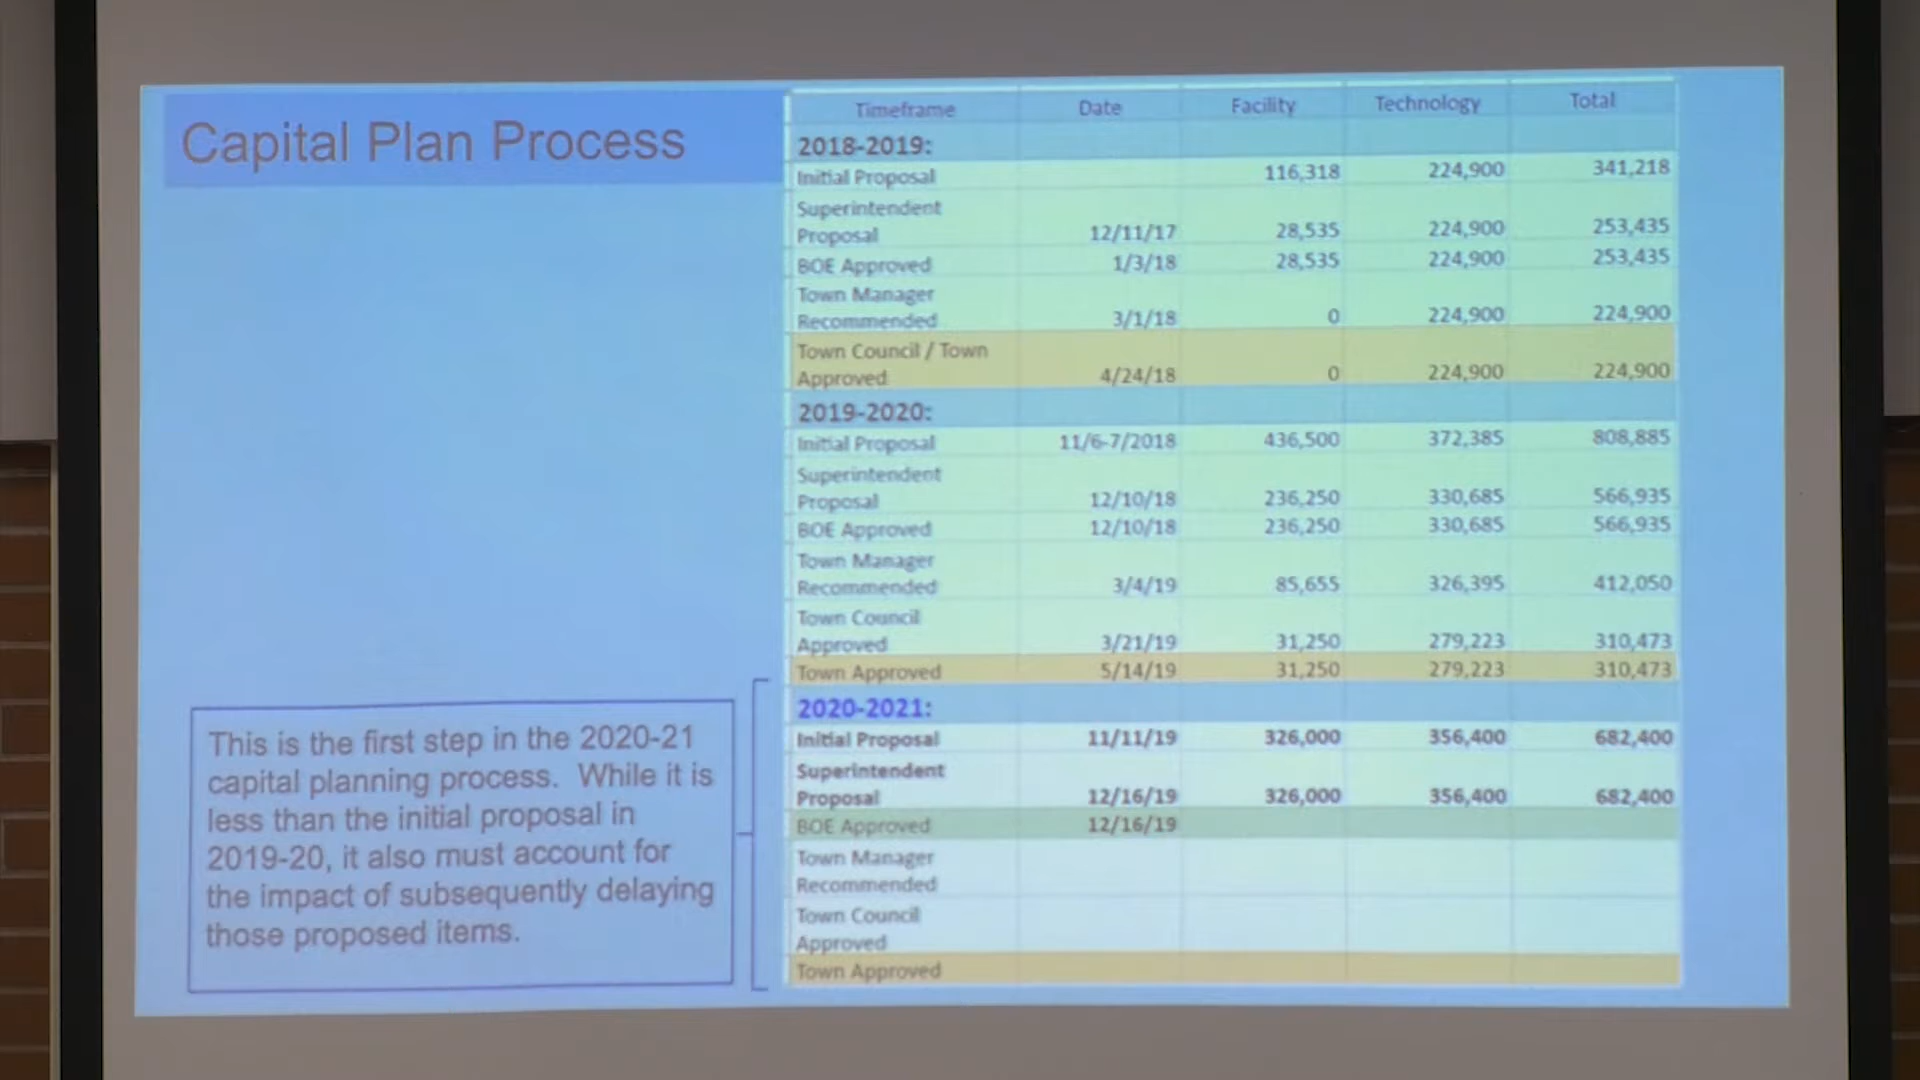 Capital Plan Process
Timeframe Date Facility Technology Total
2018-2019:
Initial Proposal 116,318 224,900 341,218
Superintendent
Proposal 12/11/17 28,535 224,900 253,435
BOE Approved 1/3/18 28,535 224,900 253,435
Town Manager
Recommended 3/1/18 0 224,900 224,900
Town Council / Town
Approved 4/24/18 0 224,900 224,900
2019-2020:
Initial Proposal 11/6-7/2018 436,500 372,385 808,885
Superintendent
Proposal 12/10/18 236,250 330,685 566,935
BOE Approved 12/10/18 236,250 330,685 566,935
Town Manager
Recommended 3/4/19 85,655 326,395 412,050
Town Council
Approved 3/21/19 31,250 279,223 310,473
Town Approved 5/14/19 31,250 279,223 310,473
2020-2021:
Initial Proposal 11/11/19 326,000 356,400 682,400
Superintendent
Proposal 12/16/19 326,000 356,400 682,400
BOE Approved 12/16/19
Town Manager
Recommended
Town Council
Approved
Town Approved
This is the first step in the 2020-21
capital planning process. While it is
less than the initial proposal in
2019-20, it also must account for
the impact of subsequently delaying
those proposed items.